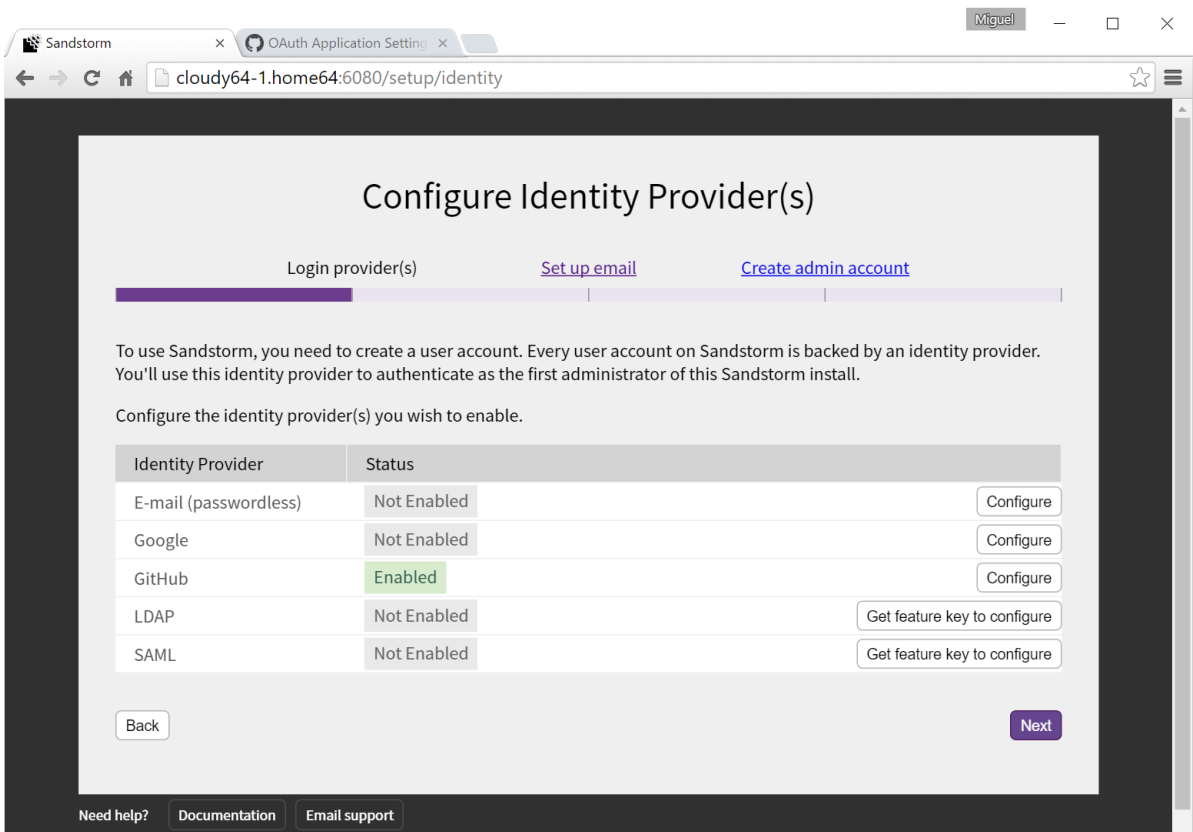 Miguel
Sandstorm
OAuth Application Setting
cloudy64-1.home64:6080/setup/identity
Configure Identity Provider(s)
Login provider(s) Set up email Create admin account
To use Sandstorm, you need to create a user account. Every user account on Sandstorm is backed by an identity provider.
You'll use this identity provider to authenticate as the first administrator of this Sandstorm install.
Configure the identity provider(s) you wish to enable.
Identity Provider Status
E-mail (passwordless) Not Enabled Configure
Google Not Enabled Configure
GitHub Enabled Configure
LDAP Not Enabled Get feature key to configure
SAML Not Enabled Get feature key to configure
Back Next
Need help? Documentation Email support